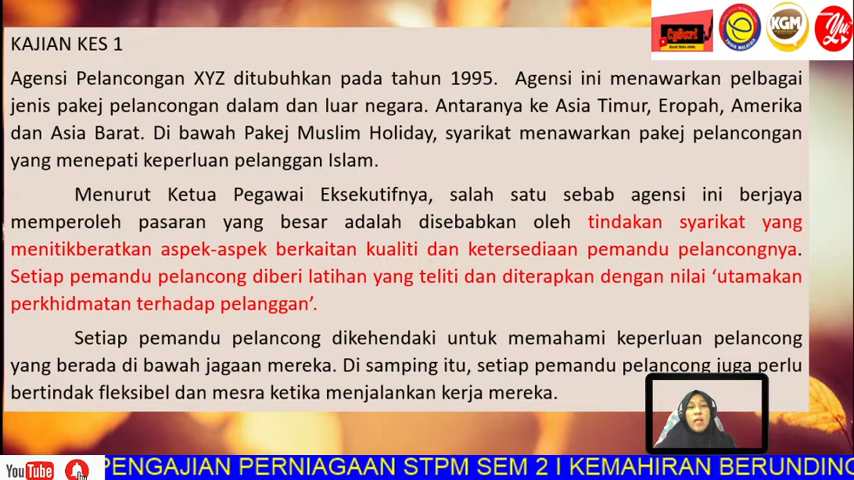 KAJIAN KES 1
Agensi Pelancongan XYZ ditubuhkan pada tahun 1995. Agensi ini menawarkan pelbagai
jenis pakej pelancongan dalam dan luar negara. Antaranya ke Asia Timur, Eropah, Amerika
dan Asia Barat. Di bawah Pakej Muslim Holiday, syarikat menawarkan pakej pelancongan
yang menepati keperluan pelanggan Islam.
Menurut Ketua Pegawai Eksekutifnya, salah satu sebab agensi ini berjaya
memperoleh pasaran yang besar adalah disebabkan oleh tindakan syarikat yang
menitikberatkan aspek-aspek berkaitan kualiti dan ketersediaan pemandu pelancongnya.
Setiap pemandu pelancong diberi latihan yang teliti dan diterapkan dengan nilai ‘utamakan
perkhidmatan terhadap pelanggan’.
Setiap pemandu pelancong dikehendaki untuk memahami keperluan pelancong
yang berada di bawah jagaan mereka. Di samping itu, setiap pemandu pelancong juga perlu
bertindak fleksibel dan mesra ketika menjalankan kerja mereka.
KGM
YouTube
PENGAJIAN PERNIAGAAN STPM SEM 2 I KEMAHIRAN BERUNDING